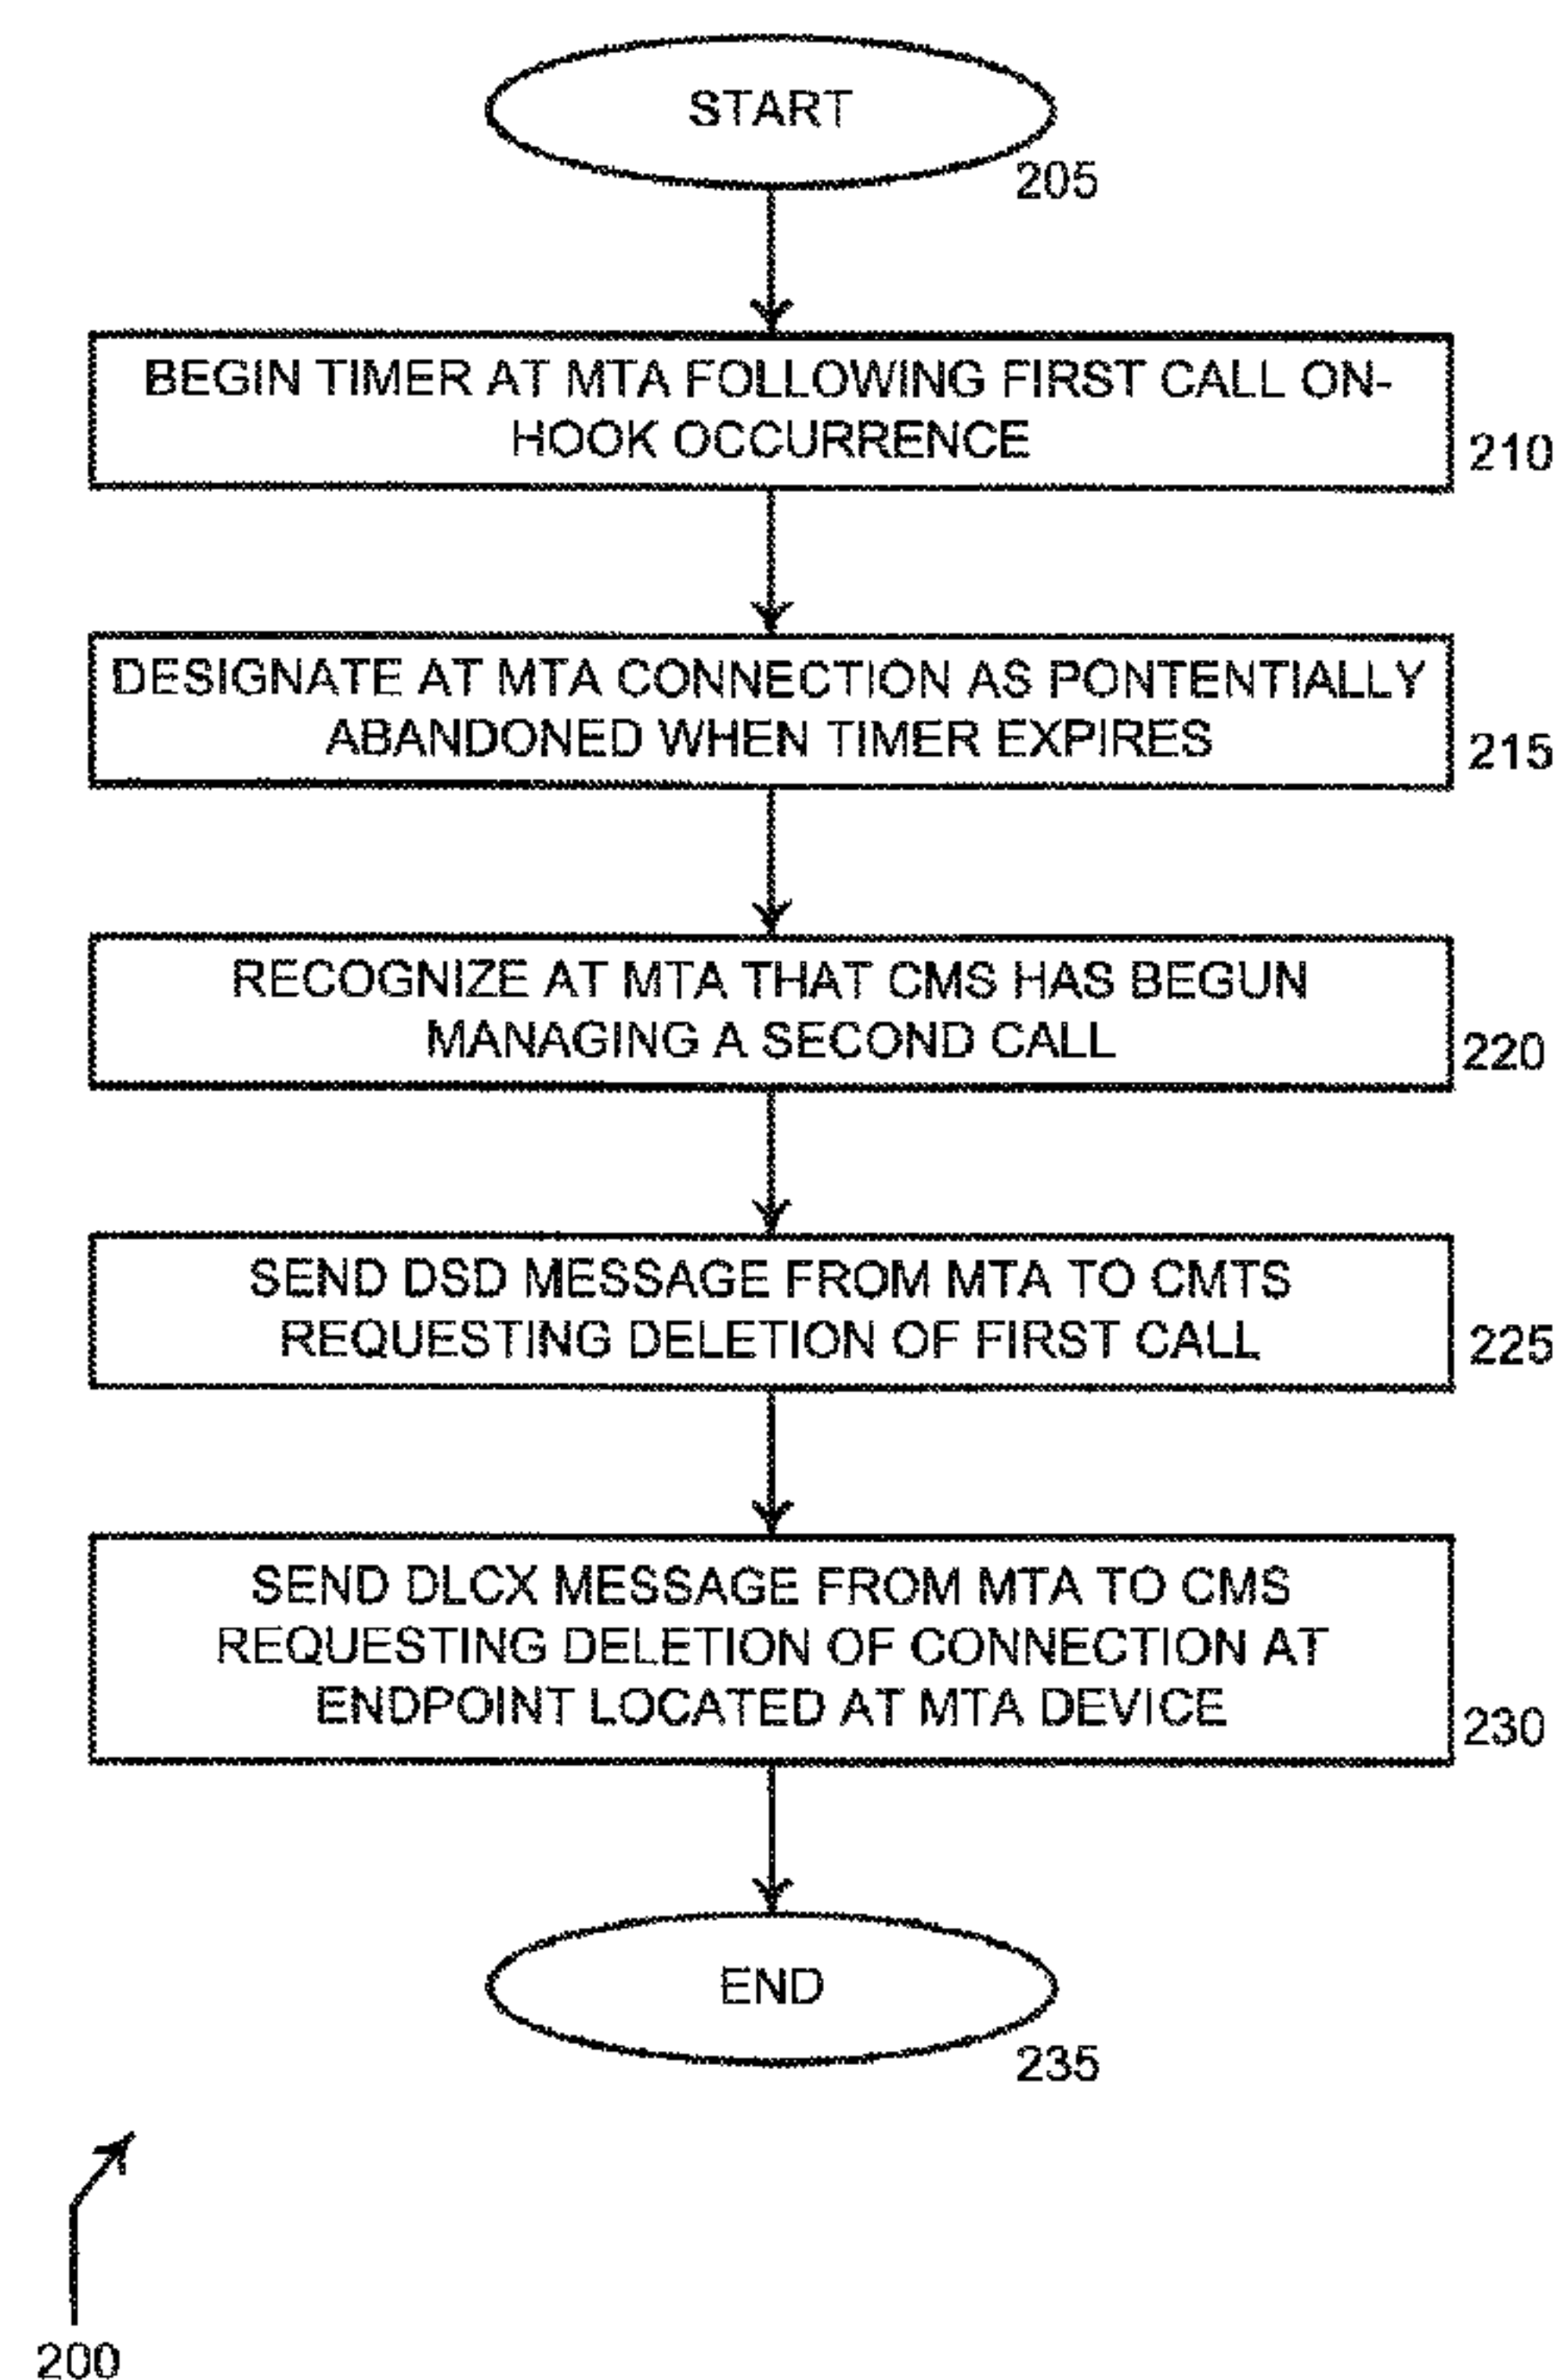 START
205
BEGIN TIMER AT MTA FOLLOWING FIRST CALL ON-
HOOK OCCURRENCE
210
DESIGNATE AT MTA CONNECTION AS PONTENTIALLY
ABANDONED WHEN TIMER EXPIRES
215
RECOGNIZE AT MTA THAT CMS HAS BEGUN
MANAGING A SECOND CALL
220
SEND DSD MESSAGE FROM MTA TO CMTS
REQUESTING DELETION OF FIRST CALL
225
SEND DLCX MESSAGE FROM MTA TO CMS
REQUESTING DELETION OF CONNECTION AT
ENDPOINT LOCATED AT MTA DEVICE
230
END
235
200